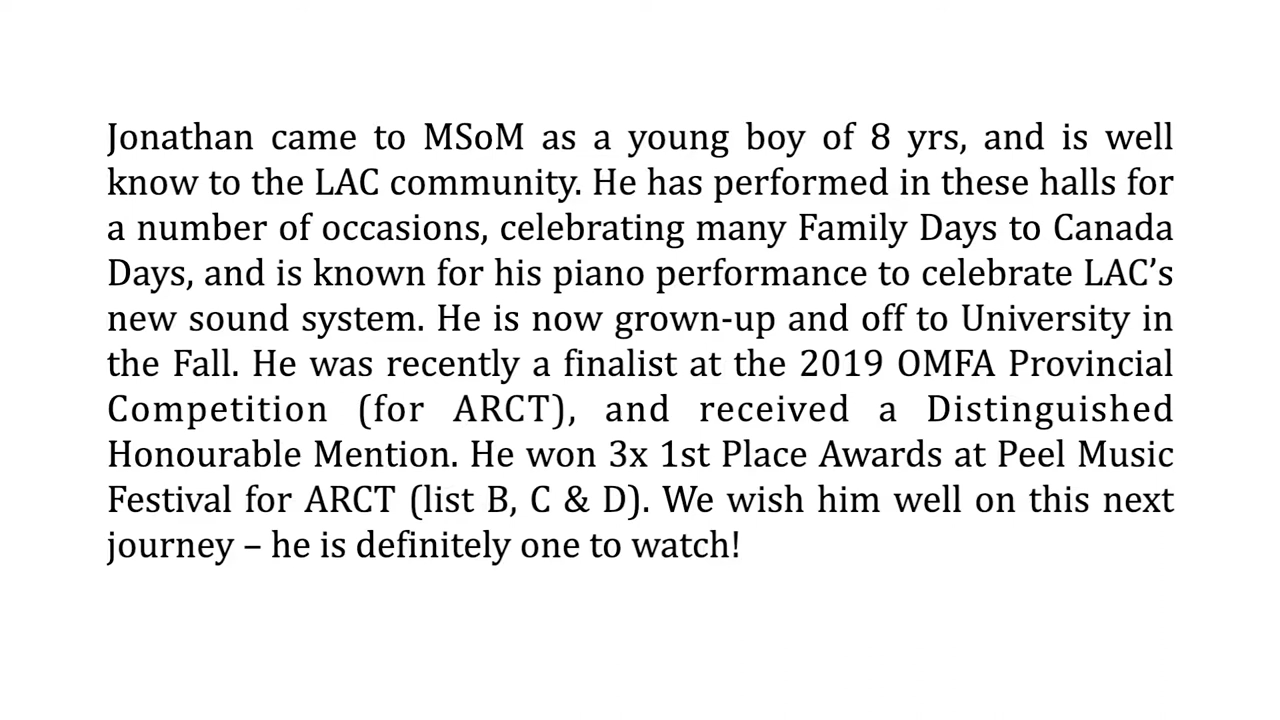 Jonathan came to MSoM as a young boy of 8 yrs, and is well
know to the LAC community. He has performed in these halls for
a number of occasions, celebrating many Family Days to Canada
Days, and is known for his piano performance to celebrate LAC’s
new sound system. He is now grown-up and off to University in
the Fall. He was recently a finalist at the 2019 OMFA Provincial
Competition (for ARCT), and received a Distinguished
Honourable Mention. He won 3x 1st Place Awards at Peel Music
Festival for ARCT (list B, C & D). We wish him well on this next
journey – he is definitely one to watch!